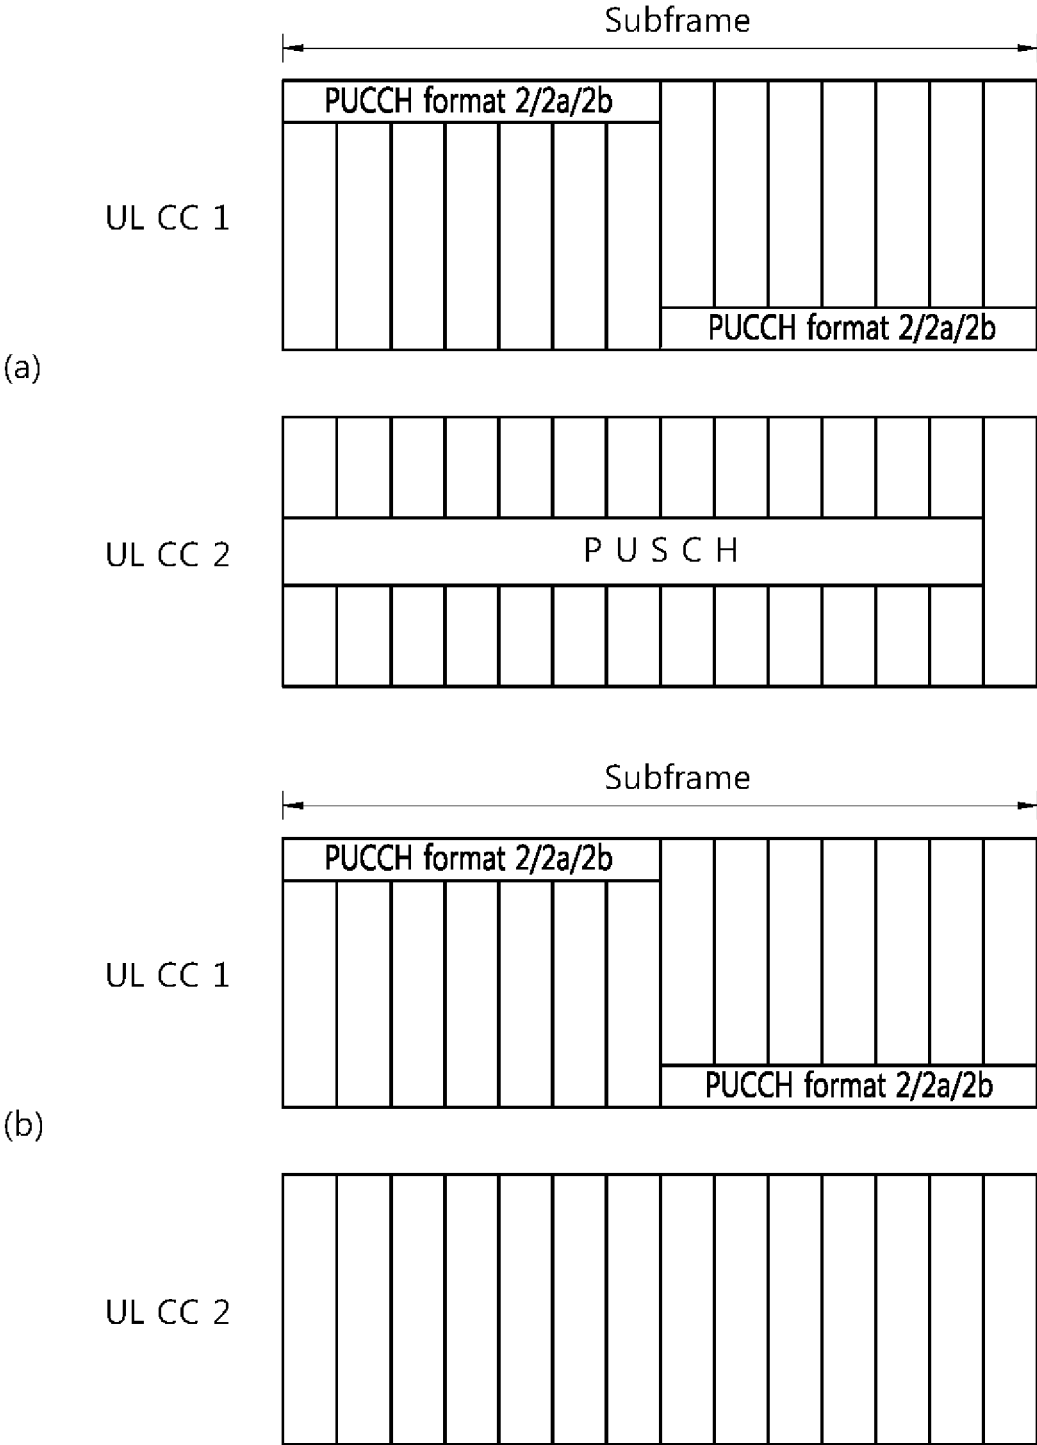 Subframe
PUCCH format 2/2a/2b
UL CC 1
PUCCH format 2/2a/2b
(a)
UL CC 2
P U S C H
Subframe
PUCCH format 2/2a/2b
UL CC 1
PUCCH format 2/2a/2b
(b)
UL CC 2